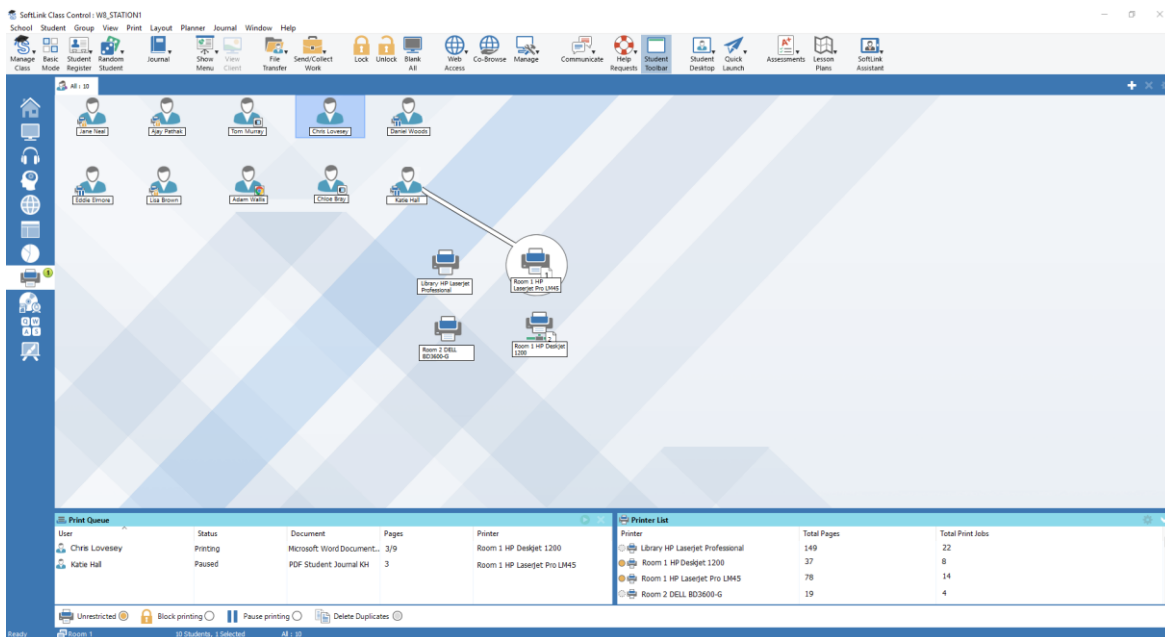 SoftLink Class Control : W8_STATION1
School Student Group View Print Layout Planner Journal Window Help
Manage Class
Basic Mode
Student Register
Random Student
Journal
Show Menu
View Client
File Transfer
Send/Collect Work
Lock
Unlock
Blank All
Web Access
Co-Browse
Manage
Communicate
Help Requests
Student Toolbar
Student Desktop
Quick Launch
Assessments
Lesson Plans
SoftLink Assistant
All : 10
Jane Neal
Ajay Pathak
Tom Murray
Chris Lovesey
Daniel Woods
Eddie Elmore
Lisa Brown
Adam Wallis
Chloe Bray
Katie Hall
1
Library HP Laserjet
Professional
1
Room 1 HP
Laserjet Pro LM45
Room 2 DELL
BD3600-G
2
Room 1 HP Deskjet
1200
Q W
A S
Print Queue
User Status Document Pages Printer
Chris Lovesey Printing Microsoft Word Document... 3/9 Room 1 HP Deskjet 1200
Katie Hall Paused PDF Student Journal KH 3 Room 1 HP Laserjet Pro LM45
Printer List
Printer Total Pages Total Print Jobs
Library HP Laserjet Professional 149 22
Room 1 HP Deskjet 1200 37 8
Room 1 HP Laserjet Pro LM45 78 14
Room 2 DELL BD3600-G 19 4
Unrestricted Block printing Pause printing Delete Duplicates
Ready Room 1 10 Students, 1 Selected All : 10